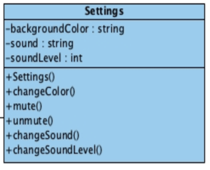 Settings
-backgroundColor : string
-sound : string
-soundLevel : int
+Settings()
+changeColor()
+mute()
+unmute()
+changeSound()
+changeSoundLevel()